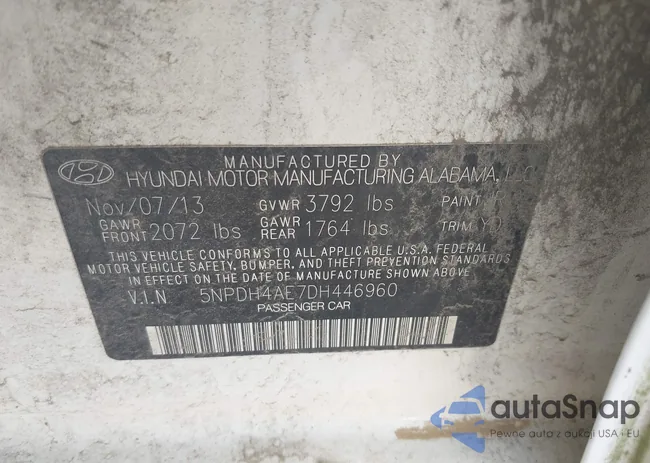 MANUFACTURED BY
HYUNDAI MOTOR MANUFACTURING ALABAMA, LLC
Nov/07/13 GVWR 3792 lbs PAINT
GAWR FRONT 2072 lbs GAWR REAR 1764 lbs TRIM
THIS VEHICLE CONFORMS TO ALL APPLICABLE U.S.A. FEDERAL
MOTOR VEHICLE SAFETY, BUMPER, AND THEFT PREVENTION STANDARDS
IN EFFECT ON THE DATE OF MANUFACTURE SHOWN ABOVE.
V.I.N 5NPDH4AE7DH446960
PASSENGER CAR
autaSnap
Pewne auta z aukcji USA i EU